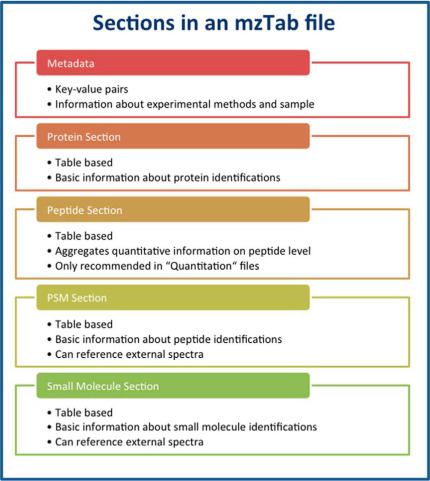 Sections in an mzTab file
Metadata
• Key-value pairs
• Information about experimental methods and sample
Protein Section
• Table based
• Basic information about protein identifications
Peptide Section
• Table based
• Aggregates quantitative information on peptide level
• Only recommended in “Quantitation“ files
PSM Section
• Table based
• Basic information about peptide identifications
• Can reference external spectra
Small Molecule Section
• Table based
• Basic information about small molecule identifications
• Can reference external spectra